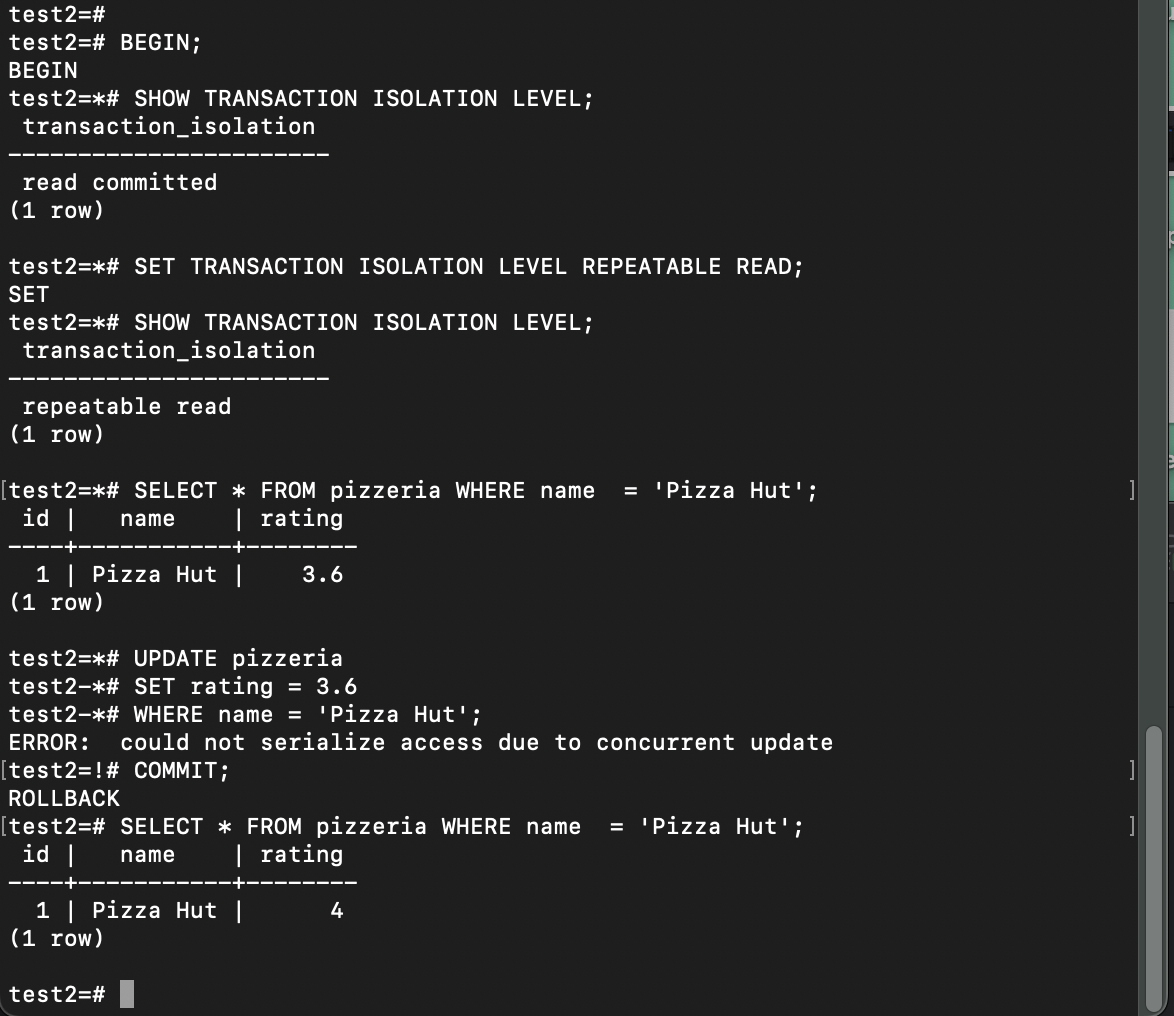 test2=#
test2=# BEGIN;
BEGIN
test2=*# SHOW TRANSACTION ISOLATION LEVEL;
 transaction_isolation
-----------------------
 read committed
(1 row)

test2=*# SET TRANSACTION ISOLATION LEVEL REPEATABLE READ;
SET
test2=*# SHOW TRANSACTION ISOLATION LEVEL;
 transaction_isolation
-----------------------
 repeatable read
(1 row)

[test2=*# SELECT * FROM pizzeria WHERE name  = 'Pizza Hut'; ]
 id |   name    | rating
----+-----------+--------
  1 | Pizza Hut |    3.6
(1 row)

test2=*# UPDATE pizzeria
test2-*# SET rating = 3.6
test2-*# WHERE name = 'Pizza Hut';
ERROR:  could not serialize access due to concurrent update
[test2=!# COMMIT; ]
ROLLBACK
[test2=# SELECT * FROM pizzeria WHERE name  = 'Pizza Hut'; ]
 id |   name    | rating
----+-----------+--------
  1 | Pizza Hut |      4
(1 row)

test2=#